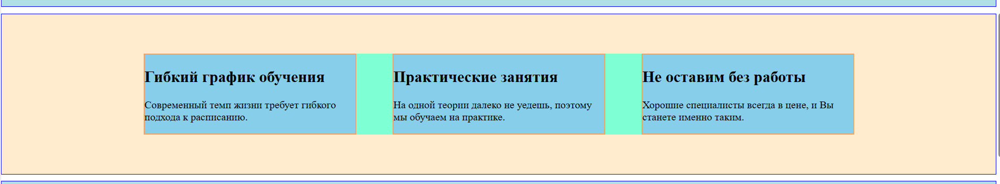 Гибкий график обучения
Современный темп жизни требует гибкого
подхода к расписанию.
Практические занятия
На одной теории далеко не уедешь, поэтому
мы обучаем на практике.
Не оставим без работы
Хорошие специалисты всегда в цене, и Вы
станете именно таким.